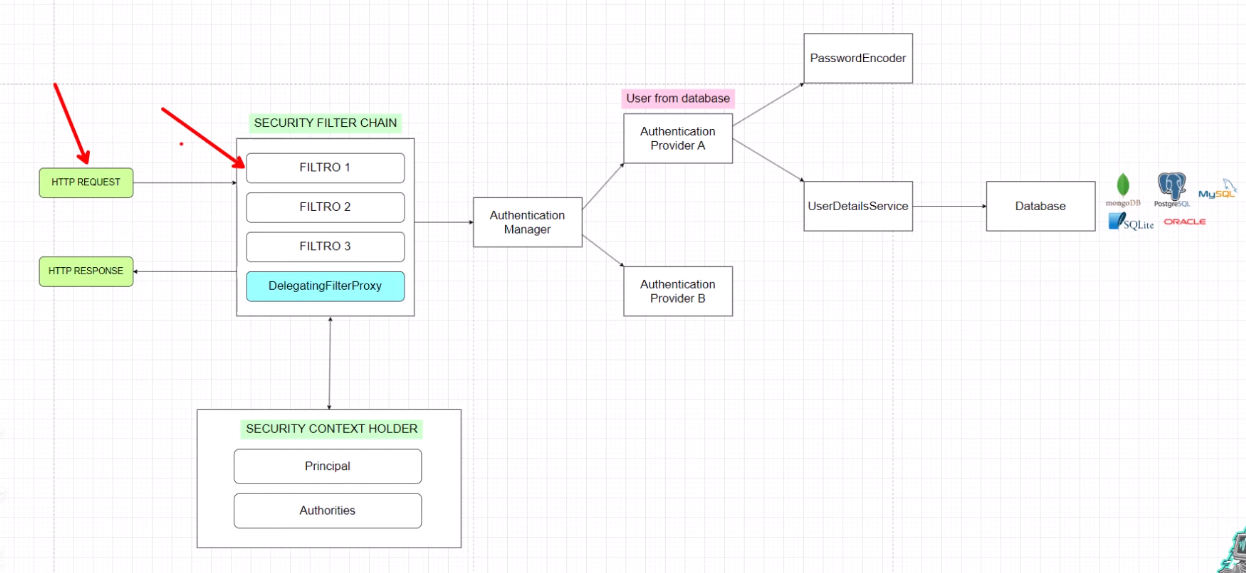 PasswordEncoder
User from database
SECURITY FILTER CHAIN
Authentication
Provider A
FILTRO 1
HTTP REQUEST
FILTRO 2
UserDetailsService
Database
mongoDB
PostgreSQL
MySQL
SQLite
ORACLE
Authentication
Manager
FILTRO 3
HTTP RESPONSE
DelegatingFilterProxy
Authentication
Provider B
SECURITY CONTEXT HOLDER
Principal
Authorities